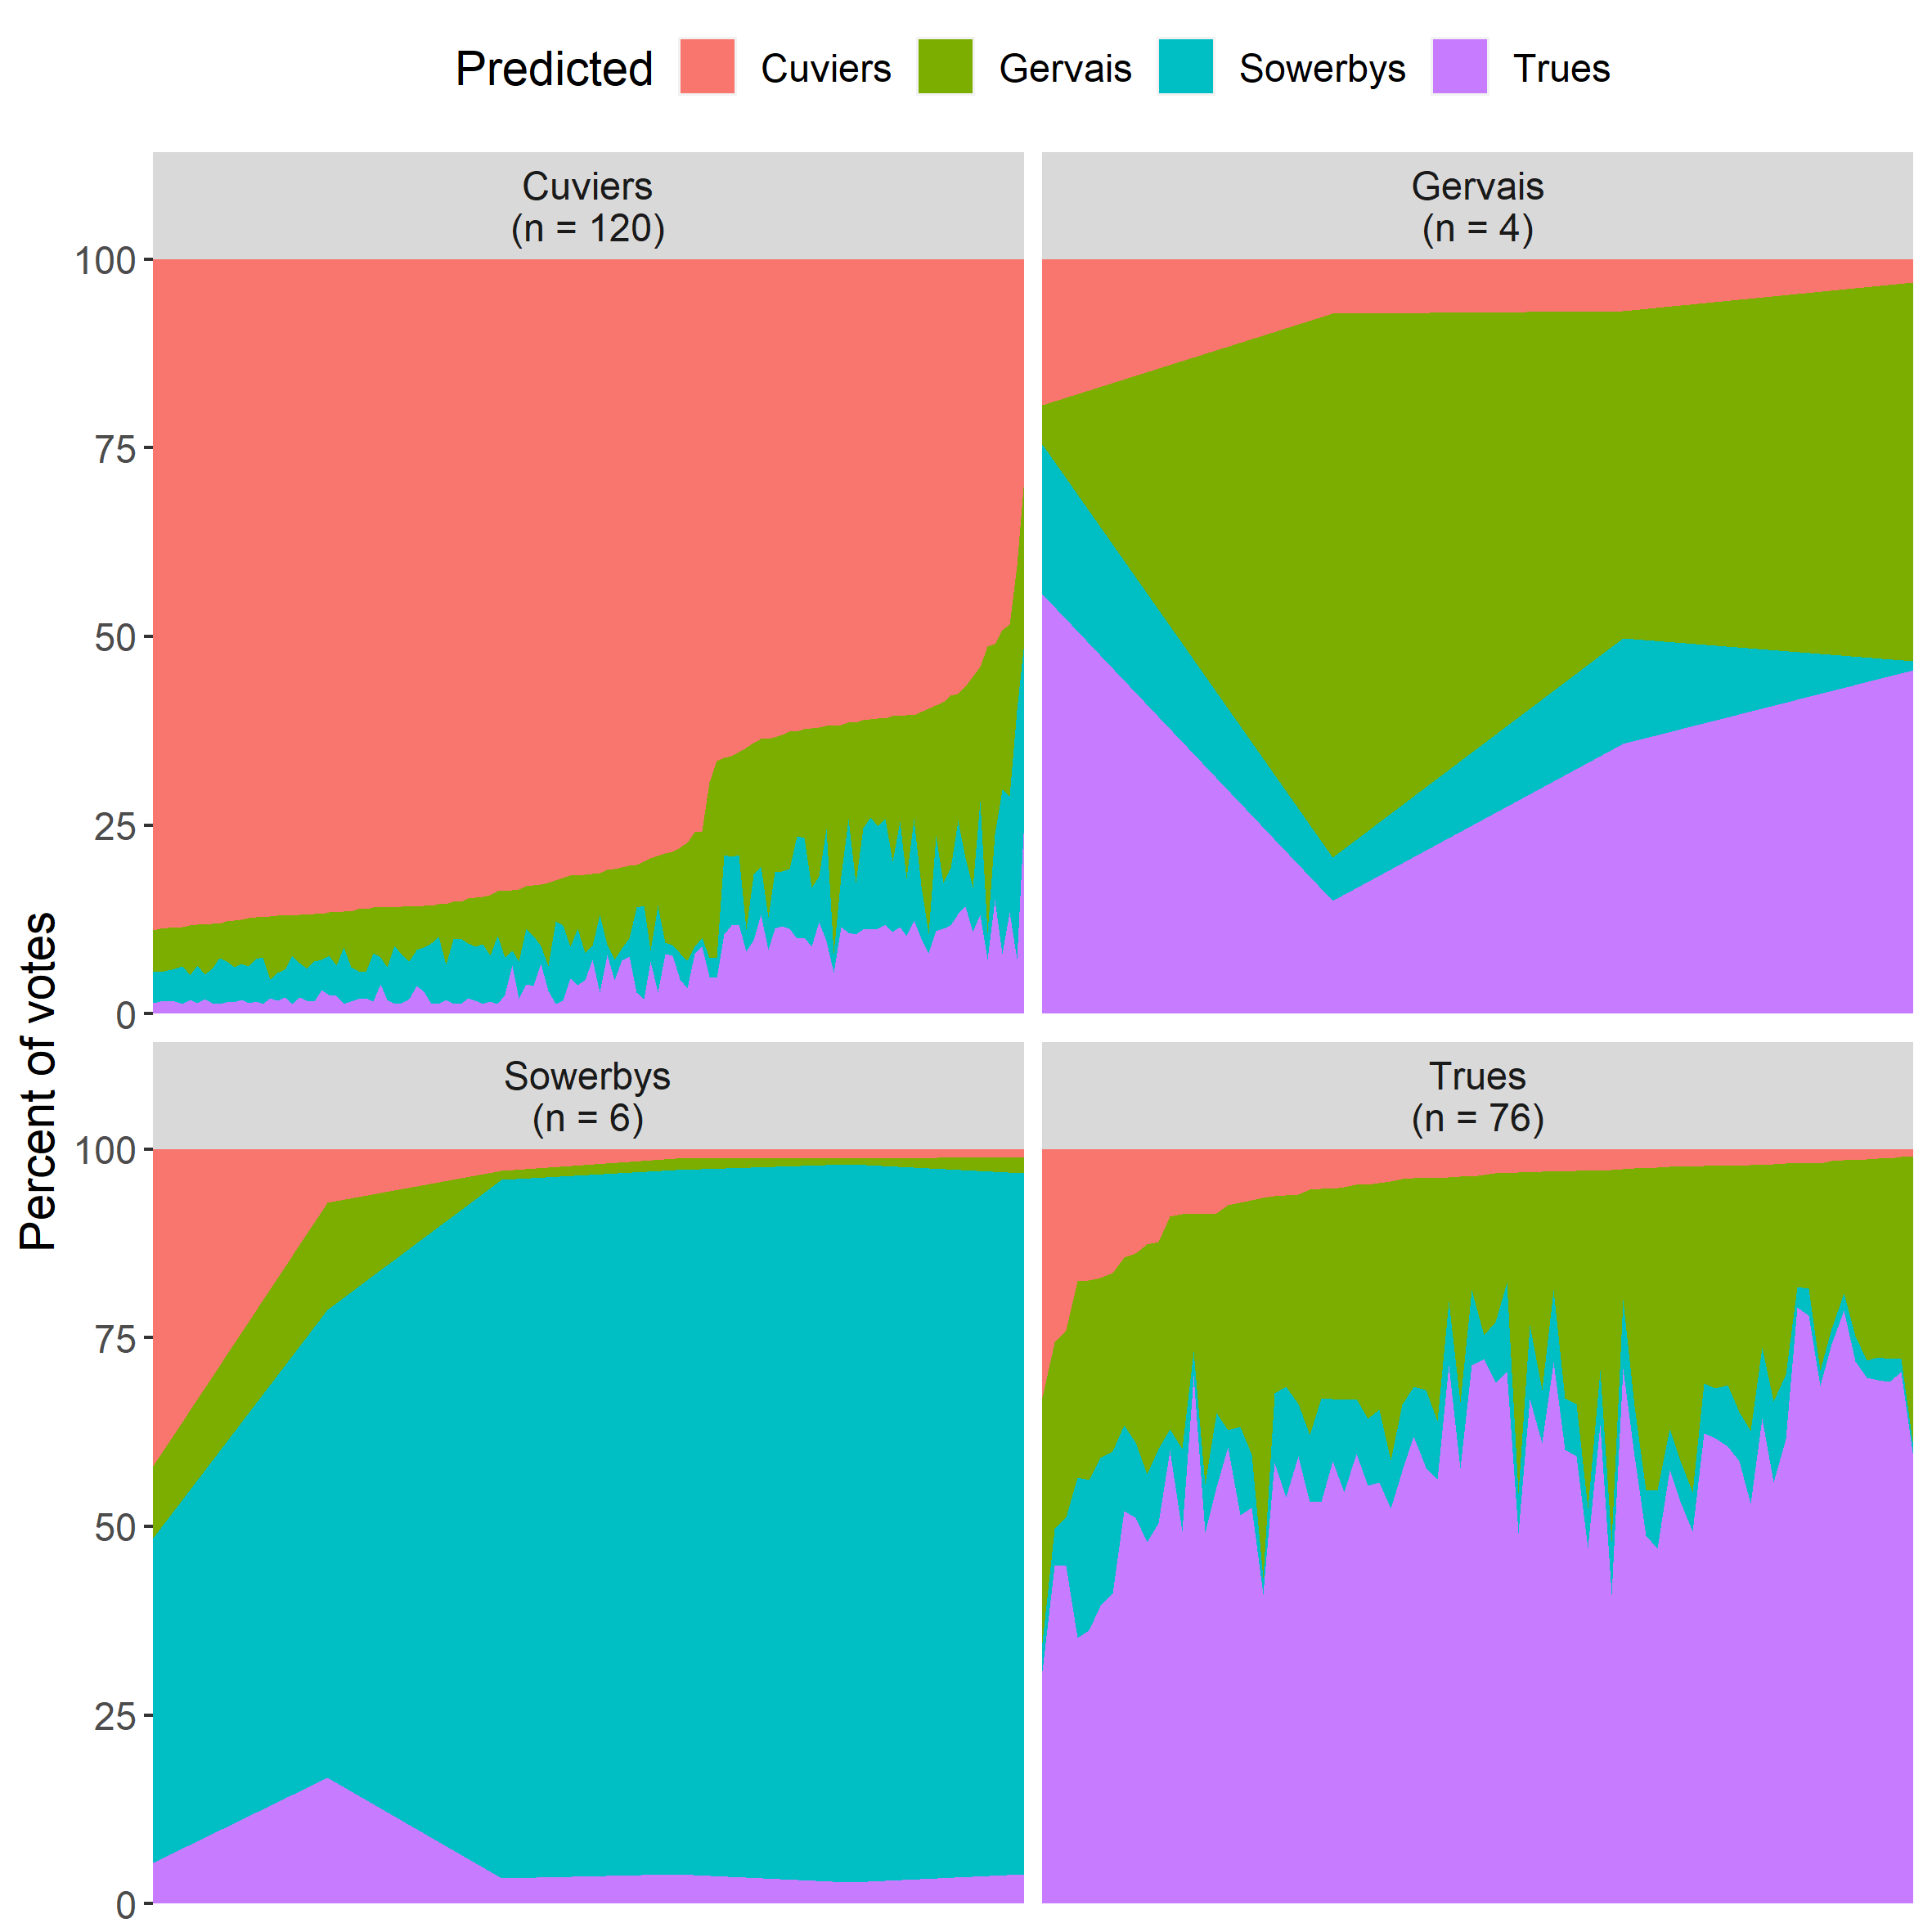 Predicted Cuviers Gervais Sowerbys Trues
Cuviers
(n = 120)
Gervais
(n = 4)
100
75
50
25
0
Percent of votes
Sowerbys
(n = 6)
Trues
(n = 76)
100
75
50
25
0